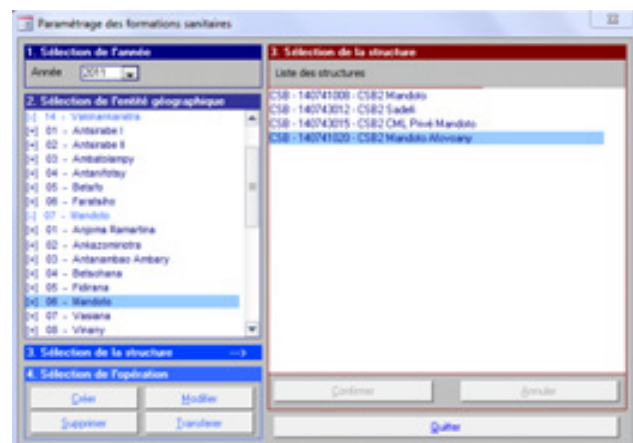 Paramétrage des formations sanitaires
1. Sélection de l'année
Année 2011
2. Sélection de l'entité géographique
[-] 14 - Vakinankaratra
[+] 01 - Antsirabe I
[+] 02 - Antsirabe II
[+] 03 - Ambatolampy
[+] 04 - Antanifotsy
[+] 05 - Betafo
[+] 06 - Faratsiho
[-] 07 - Mandoto
[+] 01 - Anjoma Ramartina
[+] 02 - Ankazomiriotra
[+] 03 - Antanambao Ambary
[+] 04 - Betsohana
[+] 05 - Fidirana
[+] 06 - Mandoto
[+] 07 - Vasiana
[+] 08 - Vinany
3. Sélection de la structure -->
4. Sélection de l'opération
Créer Modifier
Supprimer Transférer
3. Sélection de la structure
Liste des structures
CSB - 140741008 - CSB2 Mandoto
CSB - 140743012 - CSB2 Sadeli
CSB - 140743015 - CSB2 CML Privé Mandoto
CSB - 140741020 - CSB2 Mandoto Afovoany
Confirmer Annuler
Quitter